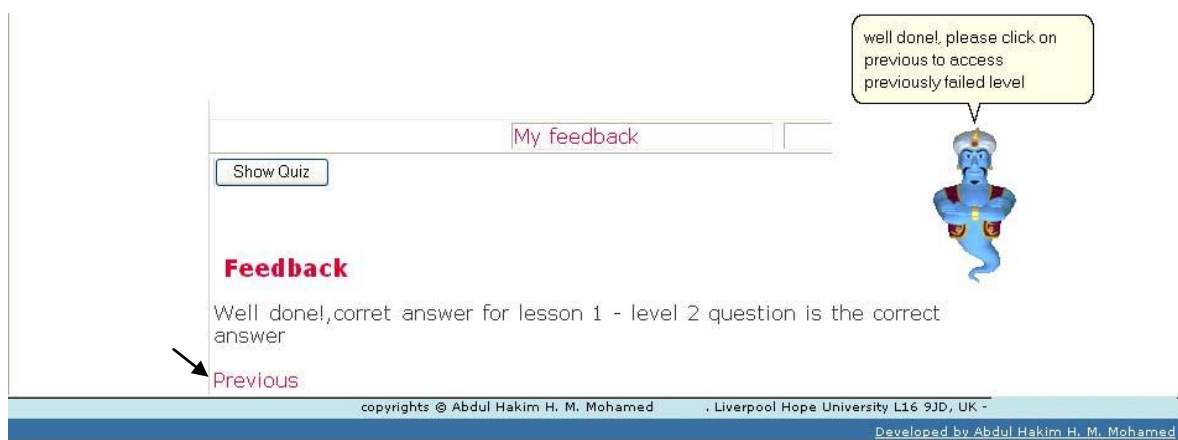 well done!, please click on
previous to access
previously failed level
My feedback
Show Quiz
Feedback
Well done!,corret answer for lesson 1 - level 2 question is the correct
answer
Previous
copyrights © Abdul Hakim H. M. Mohamed . Liverpool Hope University L16 9JD, UK -
Developed by Abdul Hakim H. M. Mohamed